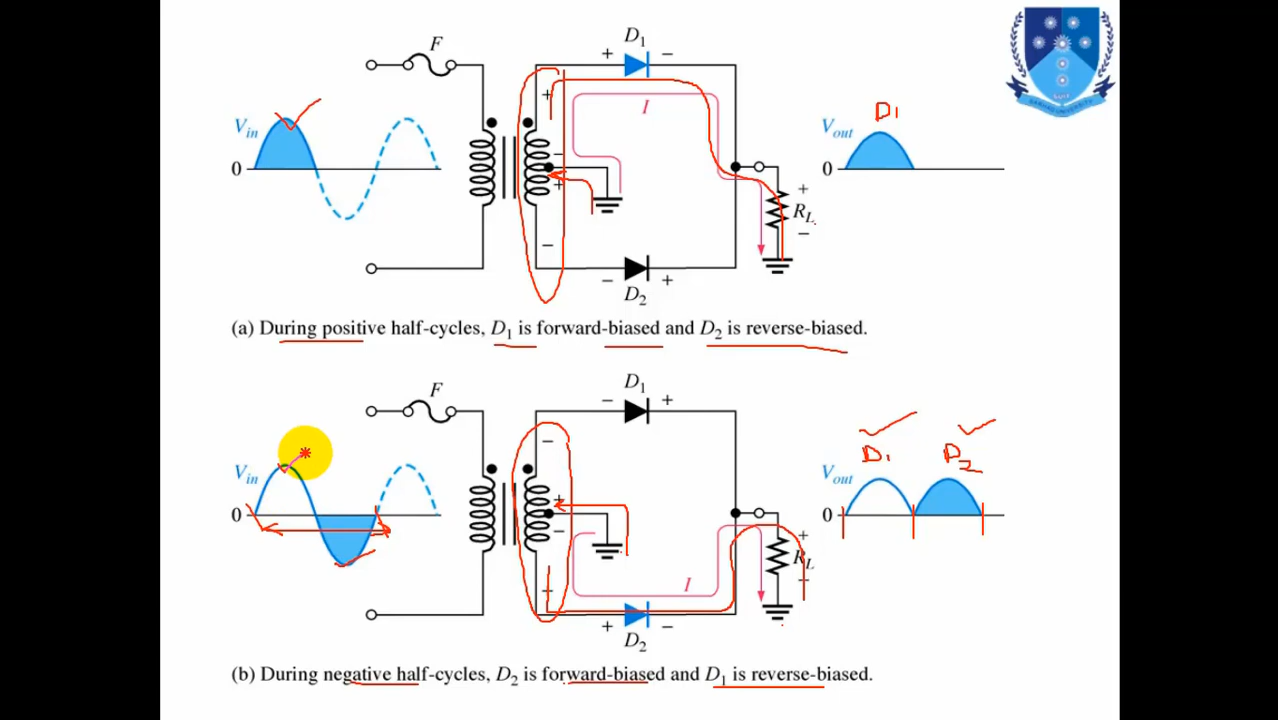 F
D1
+ −
Vin
0
+
−
+
−
I
D1
Vout
0
+
RL
−
− +
D2
(a) During positive half-cycles, D1 is forward-biased and D2 is reverse-biased.
F
D1
− +
Vin
0
−
+
−
+
I
D1 D2
Vout
0
+
RL
+ −
D2
(b) During negative half-cycles, D2 is forward-biased and D1 is reverse-biased.